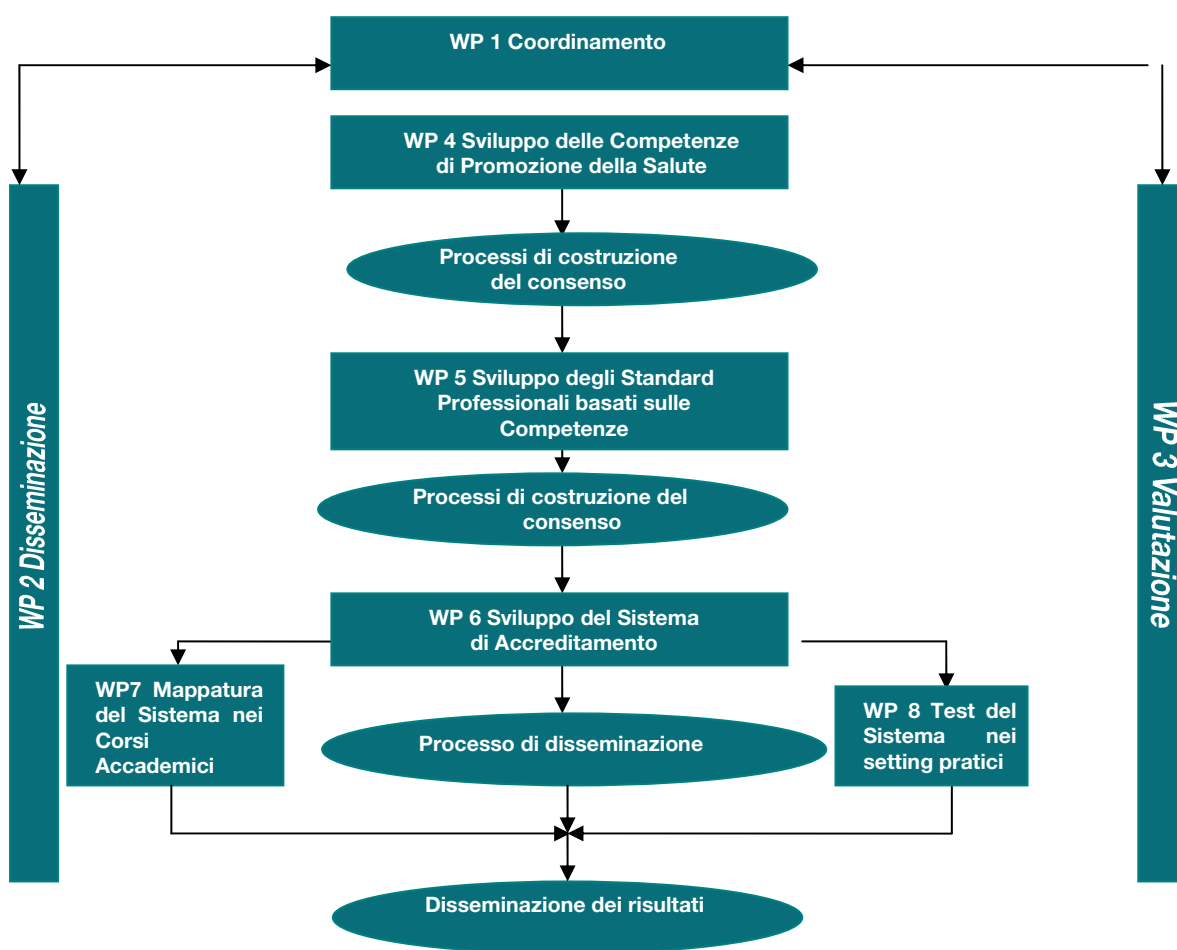 WP 1 Coordinamento
WP 4 Sviluppo delle Competenze
di Promozione della Salute
Processi di costruzione
del consenso
WP 5 Sviluppo degli Standard
Professionali basati sulle
Competenze
Processi di costruzione del
consenso
WP 6 Sviluppo del Sistema
di Accreditamento
WP7 Mappatura
del Sistema nei
Corsi
Accademici
Processo di disseminazione
WP 8 Test del
Sistema nei
setting pratici
Disseminazione dei risultati
WP 2 Disseminazione
WP 3 Valutazione